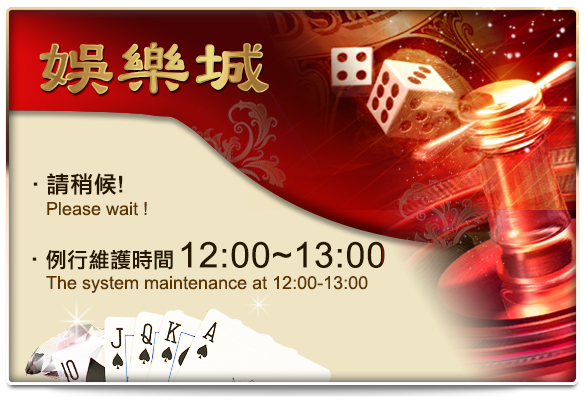 娛樂城
· 請稍候!
Please wait !
· 例行維護時間 12:00~13:00
The system maintenance at 12:00-13:00
10 J Q K A